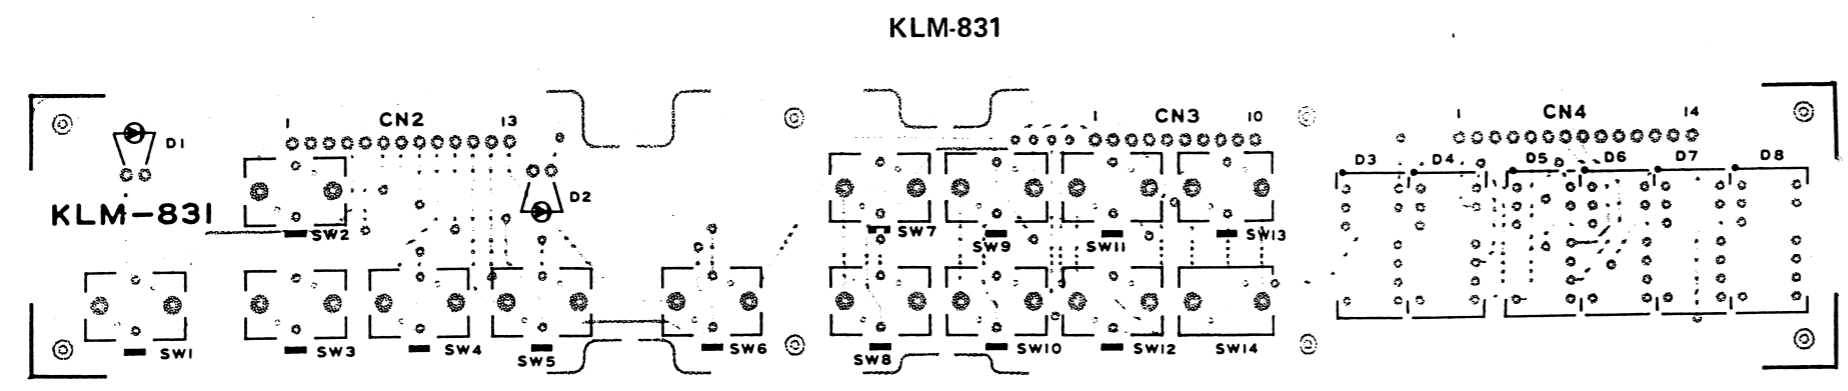 KLM-831
1 CN2 13
1 CN3 10
1 CN4 14
D1
D3 D4 D5 D6 D7 D8
D2
KLM-831
SW2
SW7 SW9 SW11 SW13
SW1 SW3 SW4 SW5 SW6 SW8 SW10 SW12 SW14